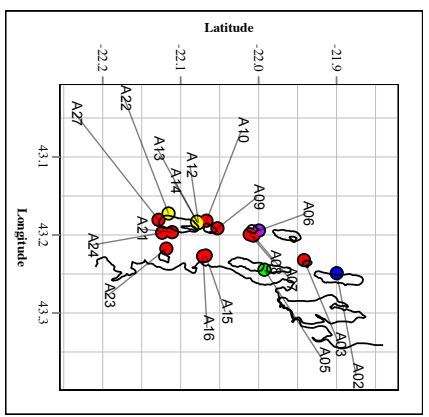 Latitude
-22.2
-22.1
-22.0
-21.9
43.1
43.2
43.3
Longitude
A27
A22
A13
A14
A12
A10
A09
A06
A21
A24
A23
A16
A15
A08
A07
A05
A03
A02